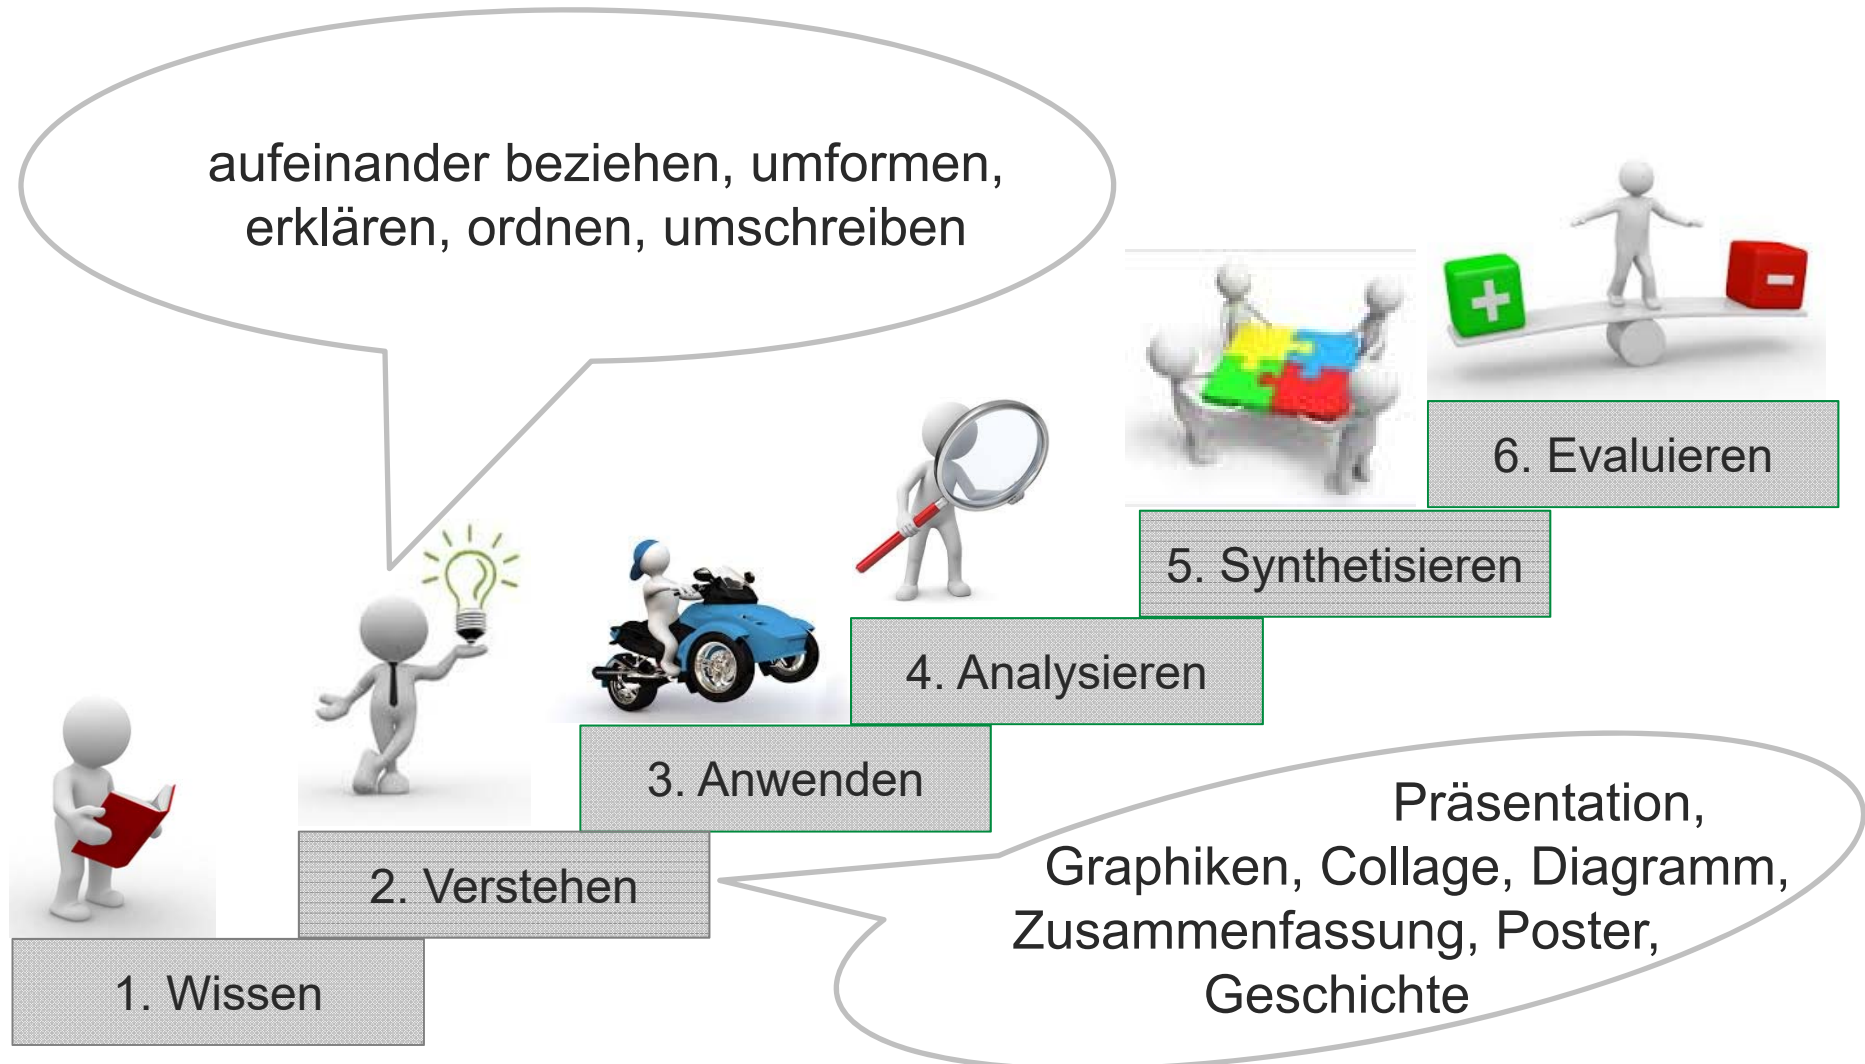 aufeinander beziehen, umformen,
erklären, ordnen, umschreiben
6. Evaluieren
5. Synthetisieren
4. Analysieren
3. Anwenden
2. Verstehen
1. Wissen
Präsentation,
Graphiken, Collage, Diagramm,
Zusammenfassung, Poster,
Geschichte